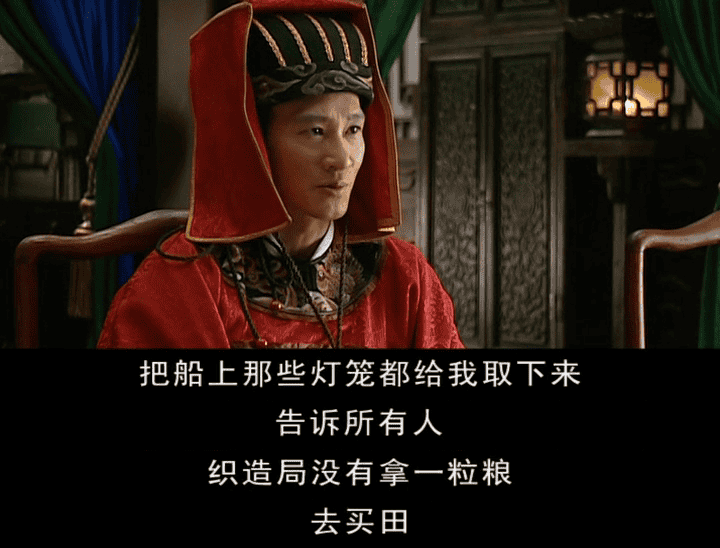 把船上那些灯笼都给我取下来
告诉所有人
织造局没有拿一粒粮
去买田